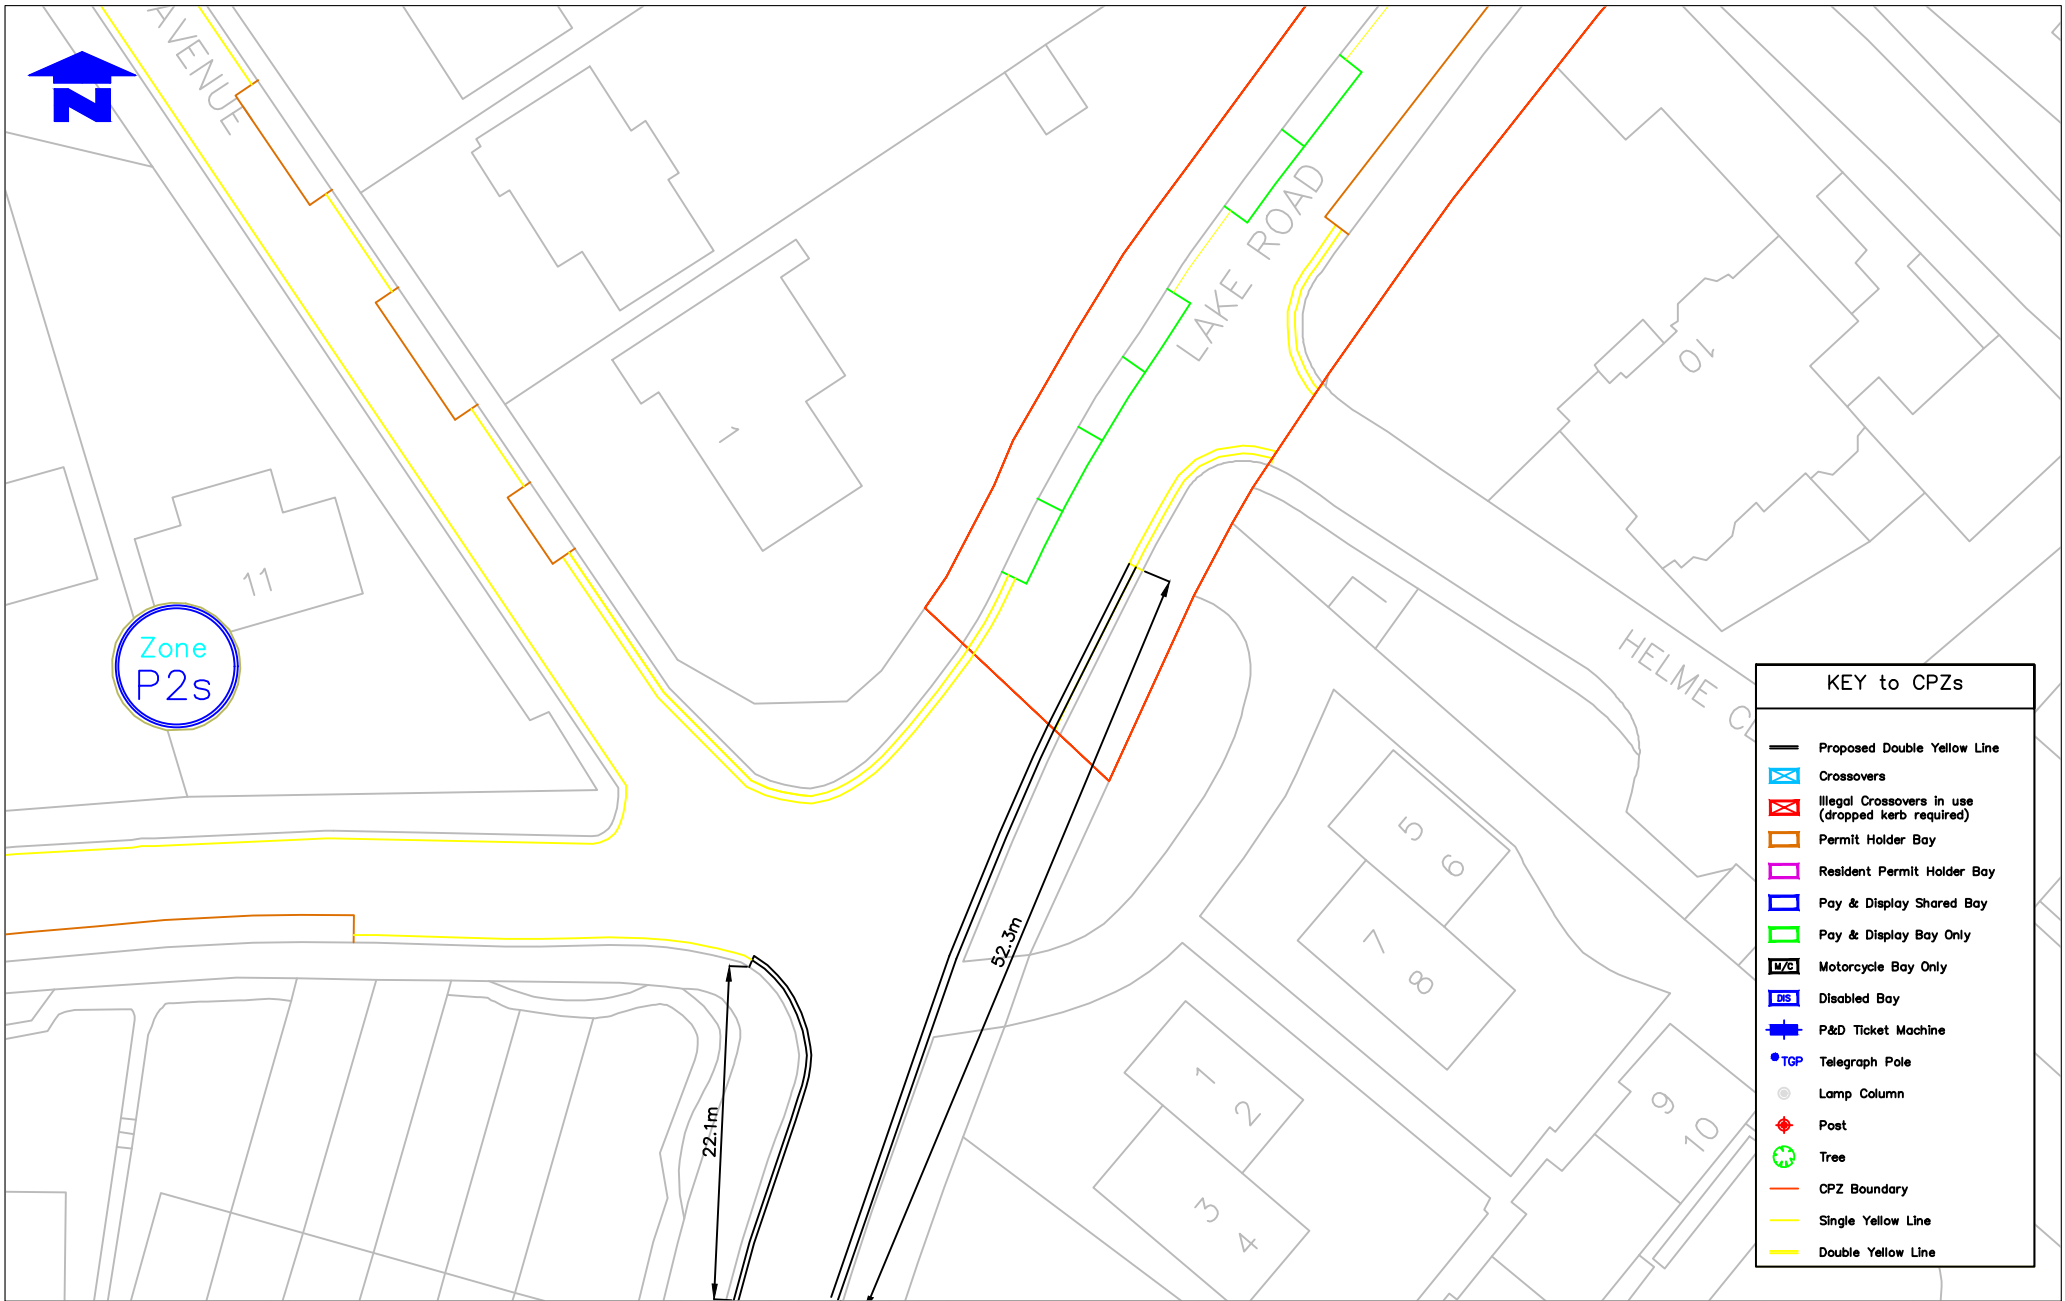 AVENUE
N
LAKE ROAD
1
10
11
Zone
P2s
HELME
52.3m
22.1m
5
6
7
8
1
2
3
4
9
10
KEY to CPZs
Proposed Double Yellow Line
Crossovers
Illegal Crossovers in use
(dropped kerb required)
Permit Holder Bay
Resident Permit Holder Bay
Pay & Display Shared Bay
Pay & Display Bay Only
M/C Motorcycle Bay Only
DIS Disabled Bay
P&D Ticket Machine
TGP Telegraph Pole
Lamp Column
Post
Tree
CPZ Boundary
Single Yellow Line
Double Yellow Line